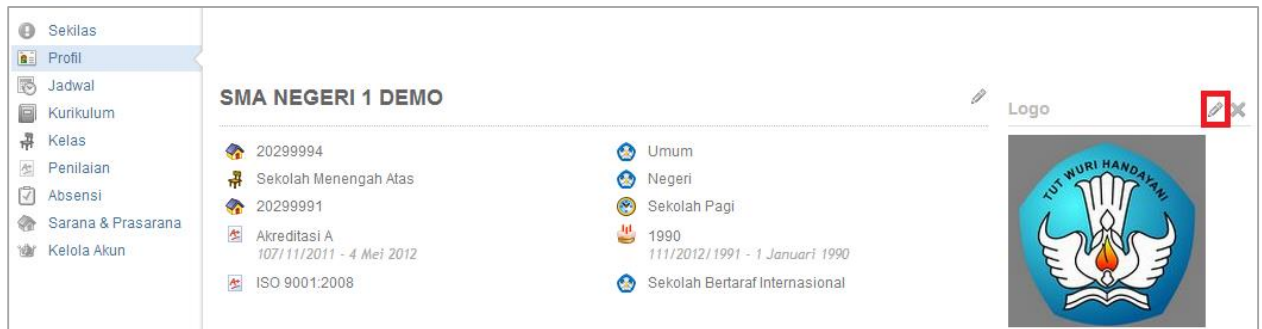 Sekilas
Profil
Jadwal
Kurikulum
Kelas
Penilaian
Absensi
Sarana & Prasarana
Kelola Akun
SMA NEGERI 1 DEMO
20299994
Sekolah Menengah Atas
20299991
Akreditasi A
107/11/2011 - 4 Mei 2012
ISO 9001:2008
Umum
Negeri
Sekolah Pagi
1990
111/2012/1991 - 1 Januari 1990
Sekolah Bertaraf Internasional
Logo
TUT WURI HANDAYANI